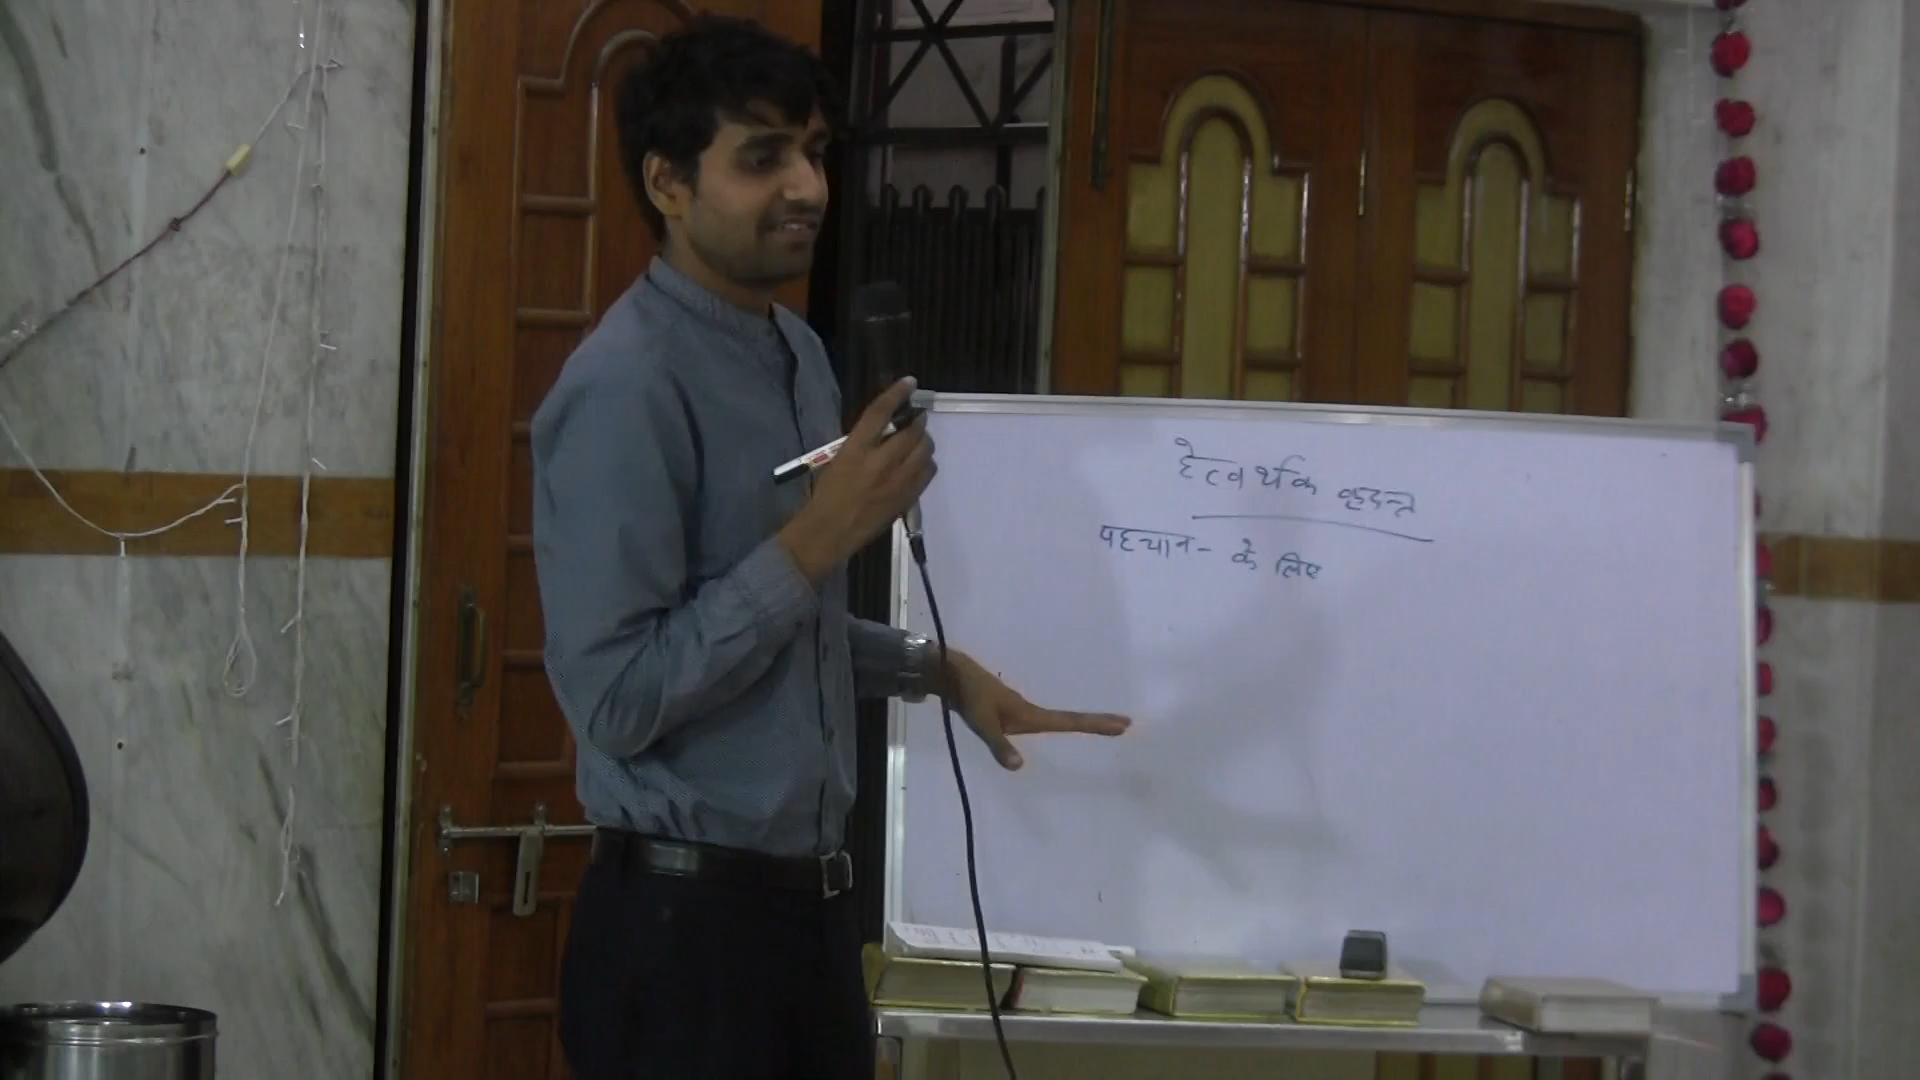 हेत्वर्थक कृदन्त
पहचान - के लिए